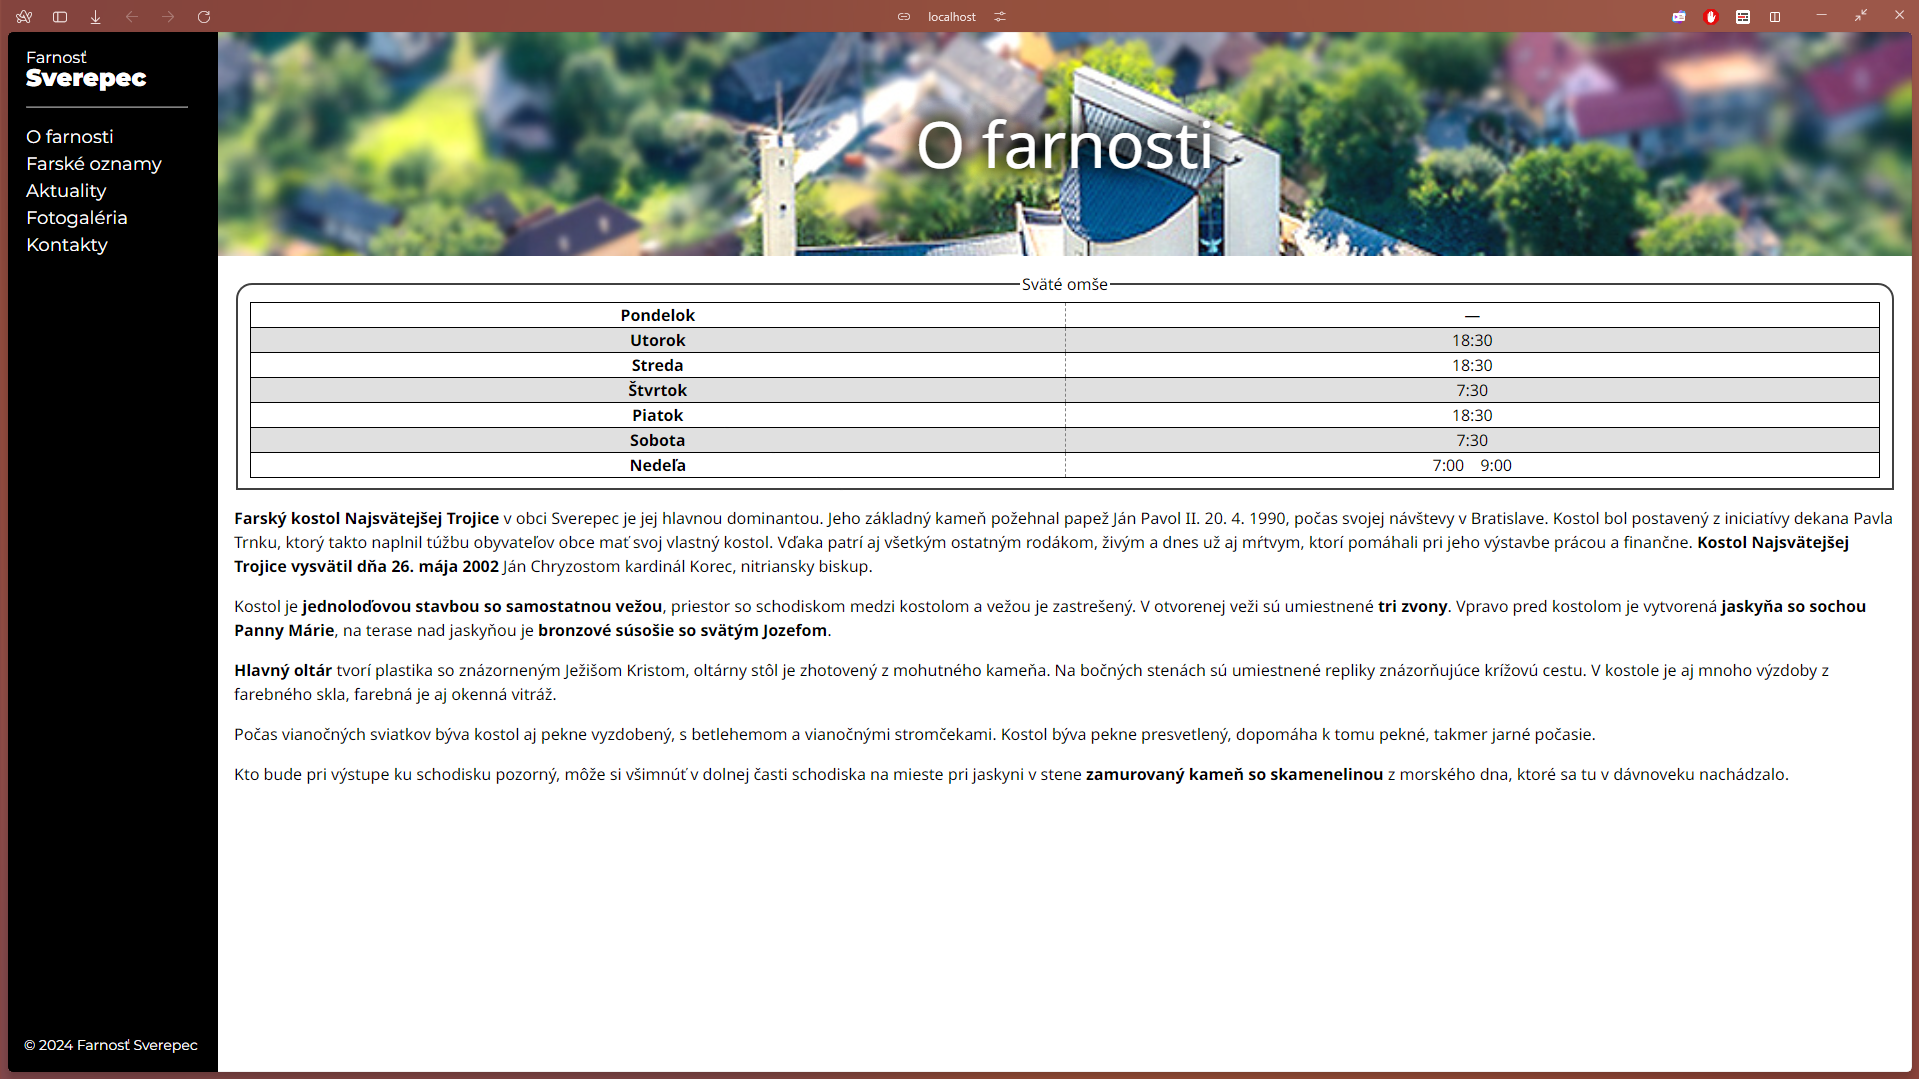 localhost
Farnosť
Sverepec
O farnosti
Farské oznamy
Aktuality
Fotogaléria
Kontakty
© 2024 Farnosť Sverepec
O farnosti
Sväté omše
Pondelok —
Utorok 18:30
Streda 18:30
Štvrtok 7:30
Piatok 18:30
Sobota 7:30
Nedeľa 7:00 9:00
Farský kostol Najsvätejšej Trojice v obci Sverepec je jej hlavnou dominantou. Jeho základný kameň požehnal papež Ján Pavol II. 20. 4. 1990, počas svojej návštevy v Bratislave. Kostol bol postavený z iniciatívy dekana Pavla
Trnku, ktorý takto naplnil túžbu obyvateľov obce mať svoj vlastný kostol. Vďaka patrí aj všetkým ostatným rodákom, živým a dnes už aj mŕtvym, ktorí pomáhali pri jeho výstavbe prácou a finančne. Kostol Najsvätejšej
Trojice vysvätil dňa 26. mája 2002 Ján Chryzostom kardinál Korec, nitriansky biskup.
Kostol je jednoloďovou stavbou so samostatnou vežou, priestor so schodiskom medzi kostolom a vežou je zastrešený. V otvorenej veži sú umiestnené tri zvony. Vpravo pred kostolom je vytvorená jaskyňa so sochou
Panny Márie, na terase nad jaskyňou je bronzové súsošie so svätým Jozefom.
Hlavný oltár tvorí plastika so znázorneným Ježišom Kristom, oltárny stôl je zhotovený z mohutného kameňa. Na bočných stenách sú umiestnené repliky znázorňujúce krížovú cestu. V kostole je aj mnoho výzdoby z
farebného skla, farebná je aj okenná vitráž.
Počas vianočných sviatkov býva kostol aj pekne vyzdobený, s betlehemom a vianočnými stromčekami. Kostol býva pekne presvetlený, dopomáha k tomu pekné, takmer jarné počasie.
Kto bude pri výstupe ku schodisku pozorný, môže si všimnúť v dolnej časti schodiska na mieste pri jaskyni v stene zamurovaný kameň so skamenelinou z morského dna, ktoré sa tu v dávnoveku nachádzalo.